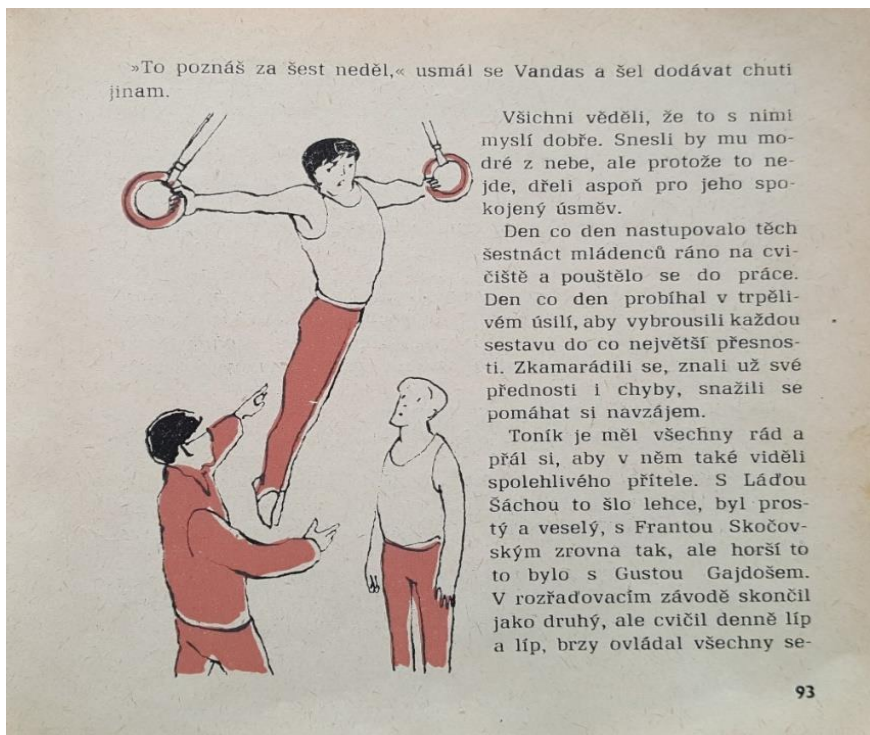 »To poznáš za šest neděl,« usmál se Vandas a šel dodávat chuti
jinam.
Všichni věděli, že to s nimi
myslí dobře. Snesli by mu mo-
dré z nebe, ale protože to ne-
jde, dřeli aspoň pro jeho spo-
kojený úsměv.
Den co den nastupovalo těch
šestnáct mládenců ráno na cvi-
čiště a pouštělo se do práce.
Den co den probíhal v trpěli-
vém úsilí, aby vybrousili každou
sestavu do co největší přesnos-
ti. Zkamarádili se, znali už své
přednosti i chyby, snažili se
pomáhat si navzájem.
Toník je měl všechny rád a
přál si, aby v něm také viděli
spolehlivého přítele. S Láďou
Šáchou to šlo lehce, byl pros-
tý a veselý, s Frantou Skočov-
ským zrovna tak, ale horší to
to bylo s Gustou Gajdošem.
V rozřaďovacím závodě skončil
jako druhý, ale cvičil denně líp
a líp, brzy ovládal všechny se-
93